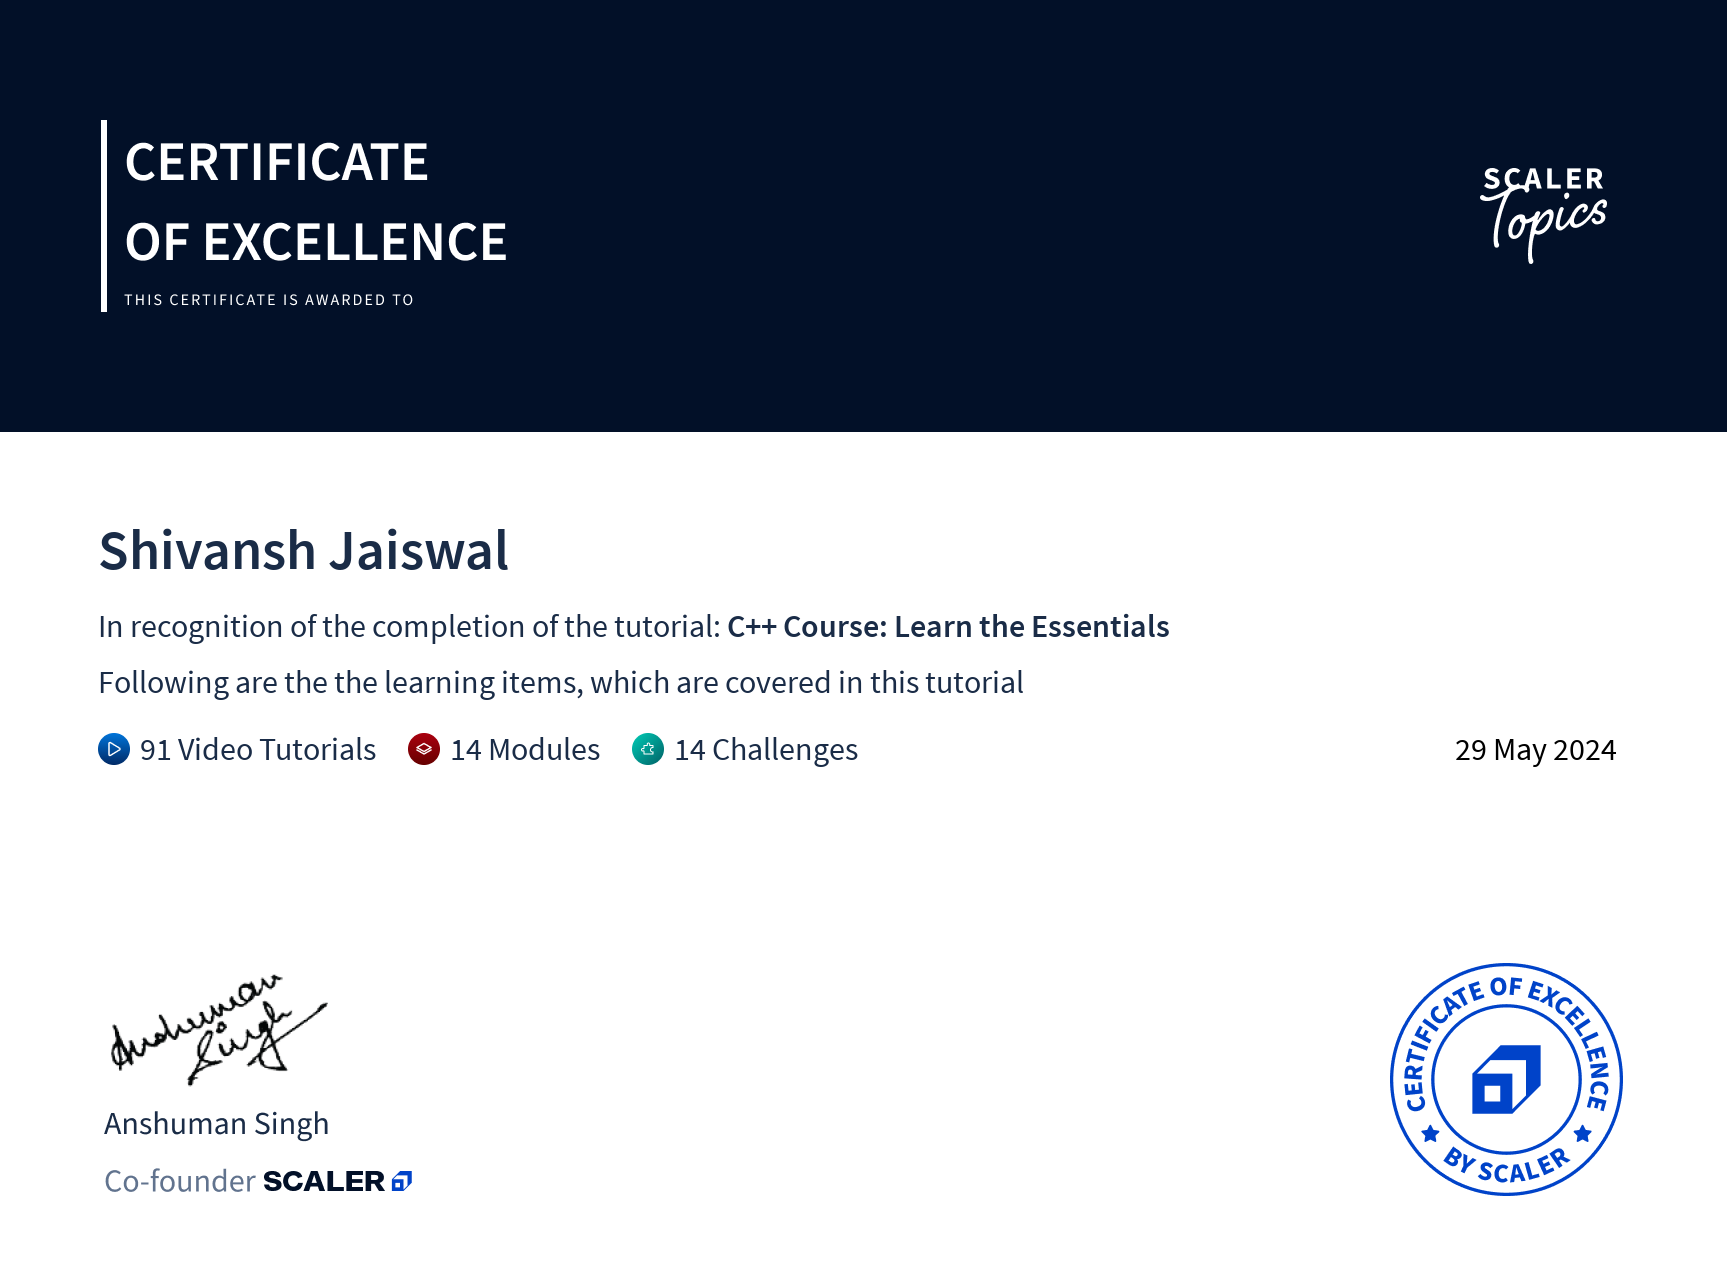 CERTIFICATE
OF EXCELLENCE
THIS CERTIFICATE IS AWARDED TO
SCALER
Topics
Shivansh Jaiswal
In recognition of the completion of the tutorial: C++ Course: Learn the Essentials
Following are the the learning items, which are covered in this tutorial
91 Video Tutorials 14 Modules 14 Challenges
29 May 2024
Anshuman
Singh
Anshuman Singh
Co-founder SCALER
CERTIFICATE OF EXCELLENCE
BY SCALER